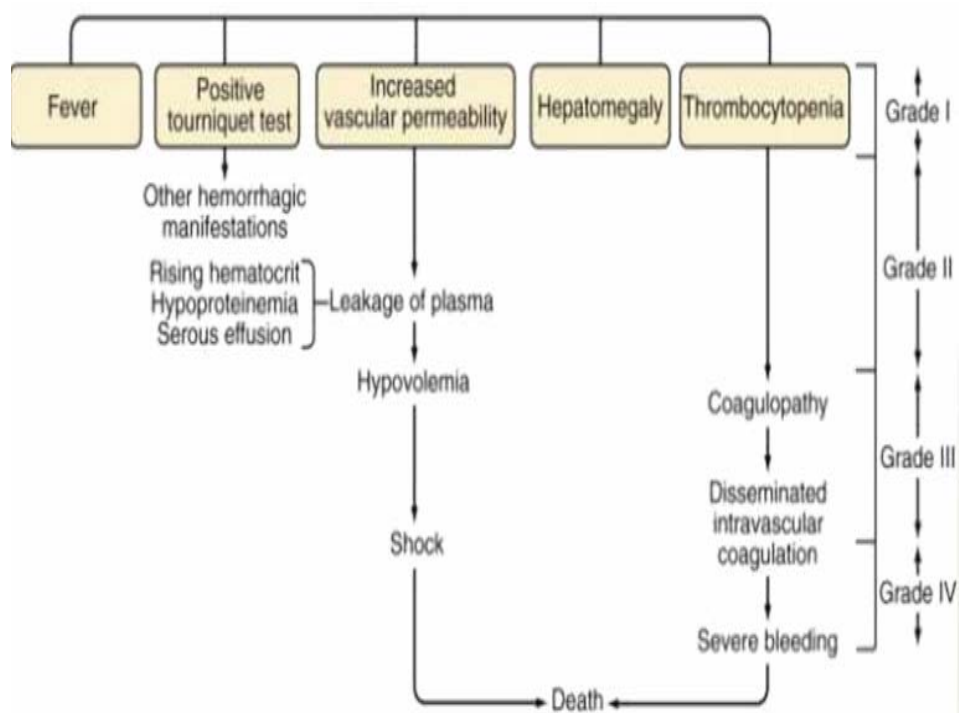 Fever
Positive
tourniquet test
Increased
vascular permeability
Hepatomegaly
Thrombocytopenia
Grade I
Other hemorrhagic
manifestations
Rising hematocrit
Hypoproteinemia
Serous effusion
Leakage of plasma
Grade II
Hypovolemia
Coagulopathy
Grade III
Disseminated
intravascular
coagulation
Shock
Grade IV
Severe bleeding
Death